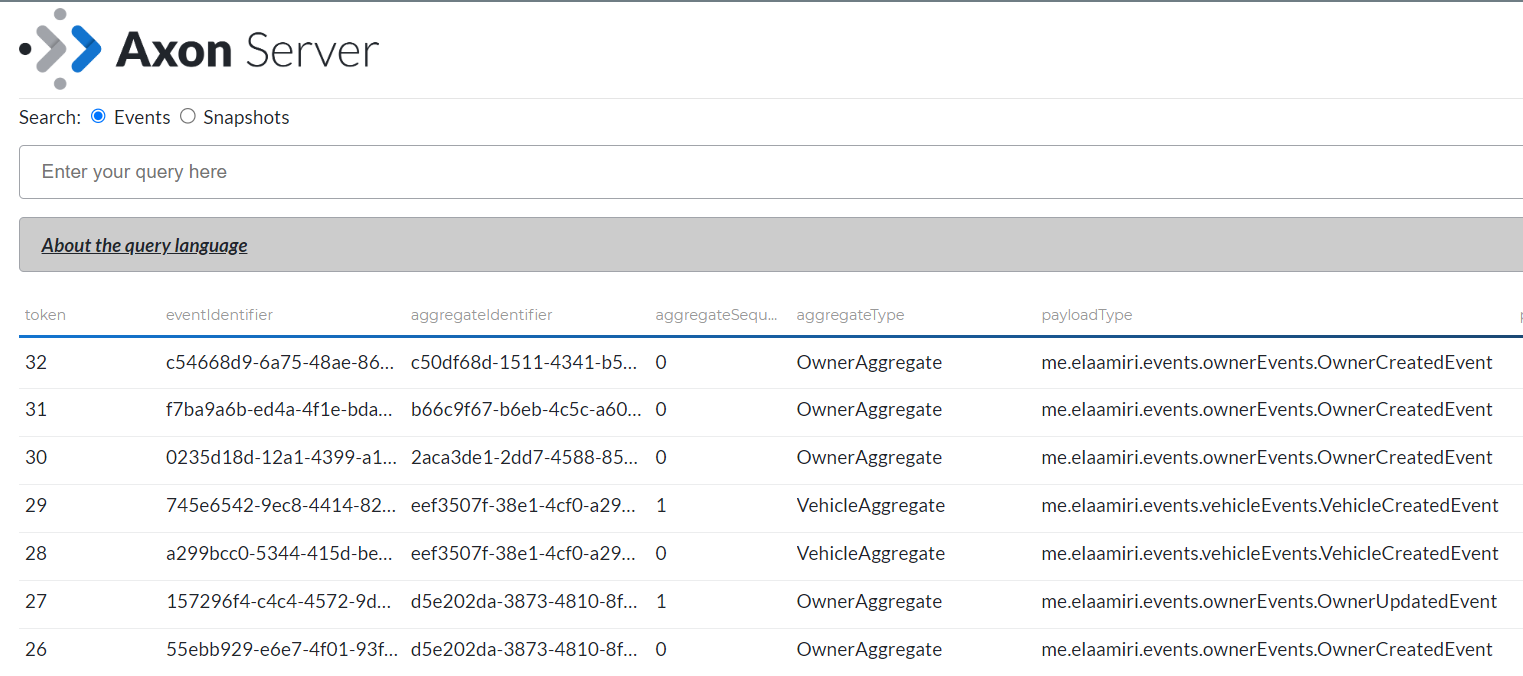 Axon Server
Search: Events Snapshots
Enter your query here
About the query language
token eventIdentifier aggregateIdentifier aggregateSequ... aggregateType payloadType
32 c54668d9-6a75-48ae-86... c50df68d-1511-4341-b5... 0 OwnerAggregate me.elaamiri.events.ownerEvents.OwnerCreatedEvent
31 f7ba9a6b-ed4a-4f1e-bda... b66c9f67-b6eb-4c5c-a60... 0 OwnerAggregate me.elaamiri.events.ownerEvents.OwnerCreatedEvent
30 0235d18d-12a1-4399-a1... 2aca3de1-2dd7-4588-85... 0 OwnerAggregate me.elaamiri.events.ownerEvents.OwnerCreatedEvent
29 745e6542-9ec8-4414-82... eef3507f-38e1-4cf0-a29... 1 VehicleAggregate me.elaamiri.events.vehicleEvents.VehicleCreatedEvent
28 a299bcc0-5344-415d-be... eef3507f-38e1-4cf0-a29... 0 VehicleAggregate me.elaamiri.events.vehicleEvents.VehicleCreatedEvent
27 157296f4-c4c4-4572-9d... d5e202da-3873-4810-8f... 1 OwnerAggregate me.elaamiri.events.ownerEvents.OwnerUpdatedEvent
26 55ebb929-e6e7-4f01-93f... d5e202da-3873-4810-8f... 0 OwnerAggregate me.elaamiri.events.ownerEvents.OwnerCreatedEvent